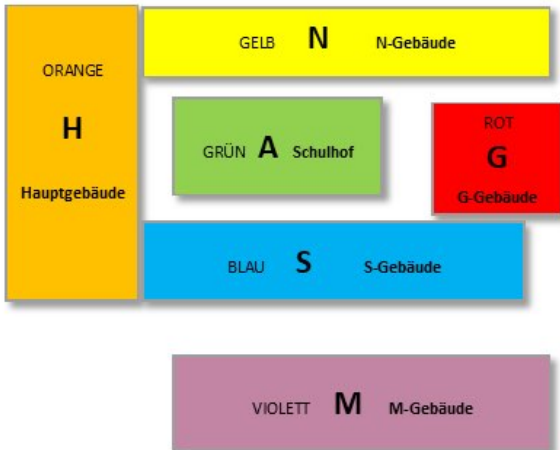 GELB N N-Gebäude
ORANGE
H
Hauptgebäude
GRÜN A Schulhof
ROT
G
G-Gebäude
BLAU S S-Gebäude
VIOLETT M M-Gebäude